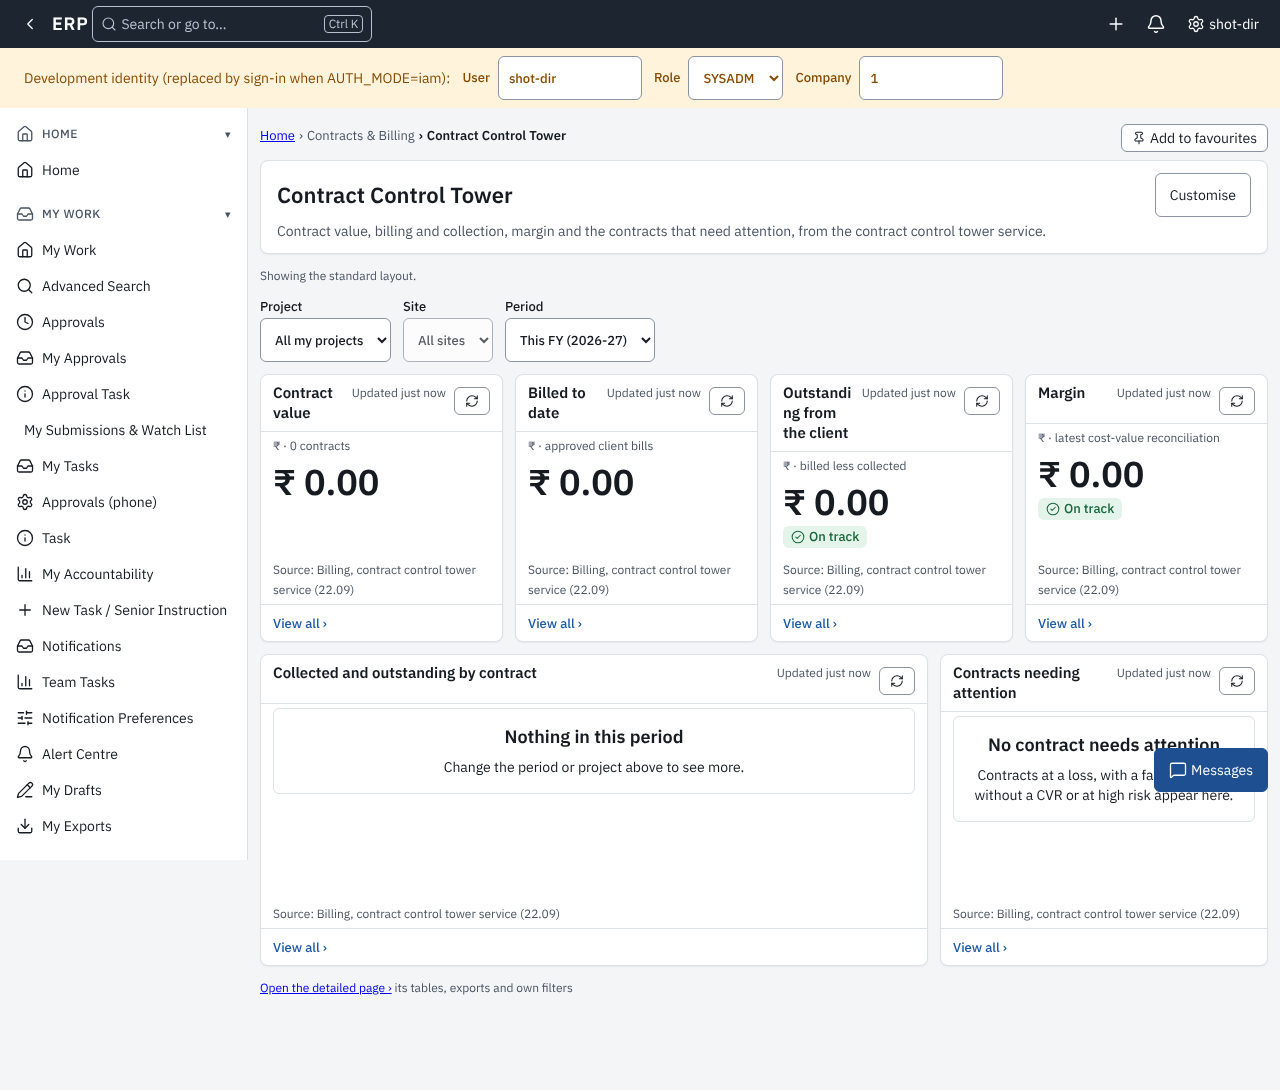 ERP
Search or go to...
Ctrl K
shot-dir
Development identity (replaced by sign-in when AUTH_MODE=iam):
User
shot-dir
Role
SYSADM
Company
1
HOME
Home
MY WORK
My Work
Advanced Search
Approvals
My Approvals
Approval Task
My Submissions & Watch List
My Tasks
Approvals (phone)
Task
My Accountability
New Task / Senior Instruction
Notifications
Team Tasks
Notification Preferences
Alert Centre
My Drafts
My Exports
Home › Contracts & Billing › Contract Control Tower
Add to favourites
Contract Control Tower
Customise
Contract value, billing and collection, margin and the contracts that need attention, from the contract control tower service.
Showing the standard layout.
Project
All my projects
Site
All sites
Period
This FY (2026-27)
Contract
value
Updated just now
₹ · 0 contracts
₹ 0.00
Source: Billing, contract control tower
service (22.09)
View all ›
Billed to
date
Updated just now
₹ · approved client bills
₹ 0.00
Source: Billing, contract control tower
service (22.09)
View all ›
Outstandi
ng from
the client
Updated just now
₹ · billed less collected
₹ 0.00
On track
Source: Billing, contract control tower
service (22.09)
View all ›
Margin
Updated just now
₹ · latest cost-value reconciliation
₹ 0.00
On track
Source: Billing, contract control tower
service (22.09)
View all ›
Collected and outstanding by contract
Updated just now
Nothing in this period
Change the period or project above to see more.
Source: Billing, contract control tower service (22.09)
View all ›
Contracts needing
attention
Updated just now
No contract needs attention
Contracts at a loss, with a
without a CVR or at high risk appear here.
Messages
Source: Billing, contract control tower service (22.09)
View all ›
Open the detailed page › its tables, exports and own filters